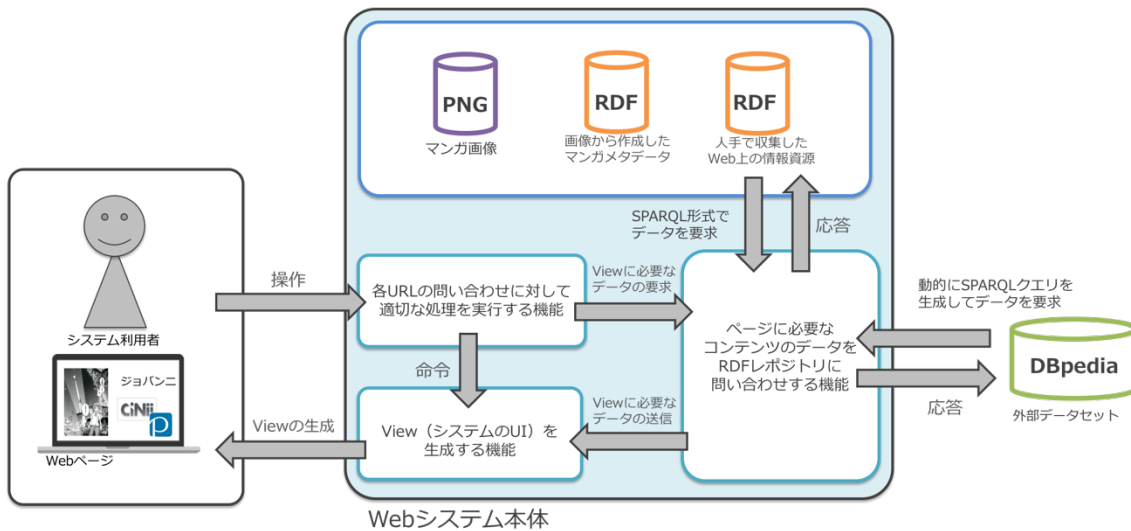 PNG
マンガ画像
RDF
画像から作成した
マンガメタデータ
RDF
人手で収集した
Web上の情報資源
SPARQL形式で
データを要求
応答
システム利用者
ジョバンニ
CiNii
p
Webページ
操作
各URLの問い合わせに対して
適切な処理を実行する機能
Viewに必要な
データの要求
命令
ページに必要な
コンテンツのデータを
RDFレポジトリに
問い合わせする機能
動的にSPARQLクエリを
生成してデータを要求
DBpedia
応答
外部データセット
Viewに必要な
データの送信
View（システムのUI）を
生成する機能
Viewの生成
Webシステム本体